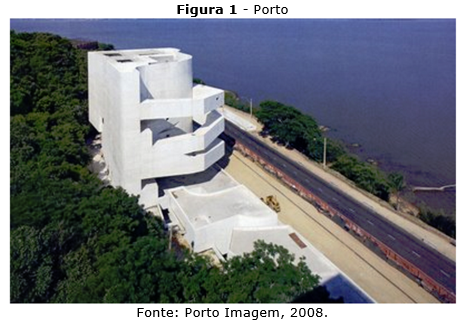 Figura 1 - Porto
Fonte: Porto Imagem, 2008.